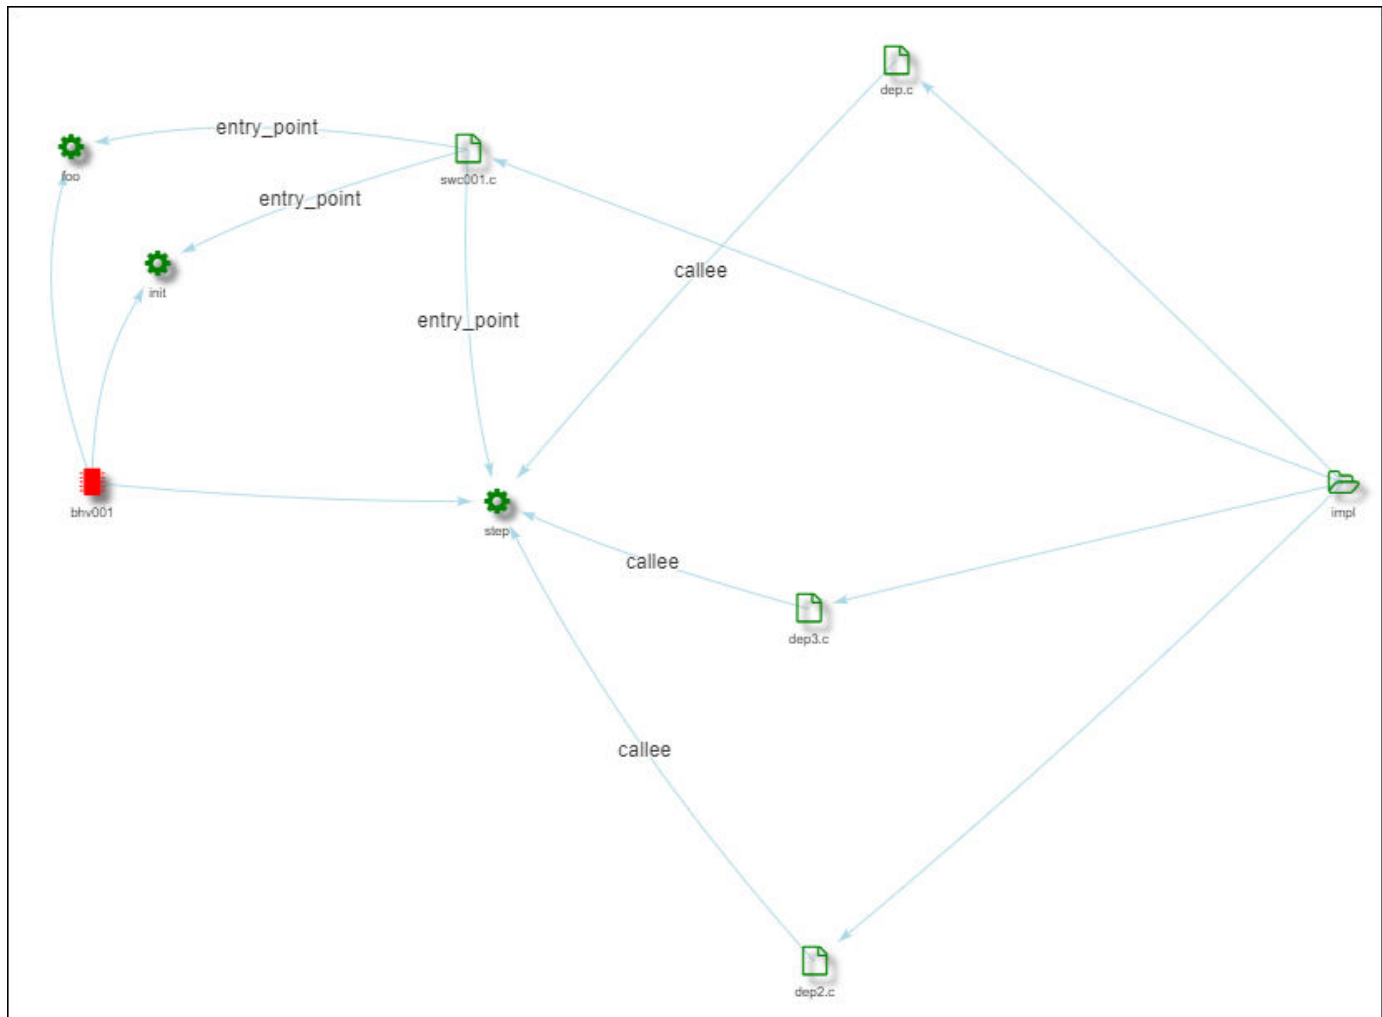 dep.c
entry_point
foo
swc001.c
entry_point
callee
init
entry_point
bhv001
step
impl
callee
dep3.c
callee
dep2.c